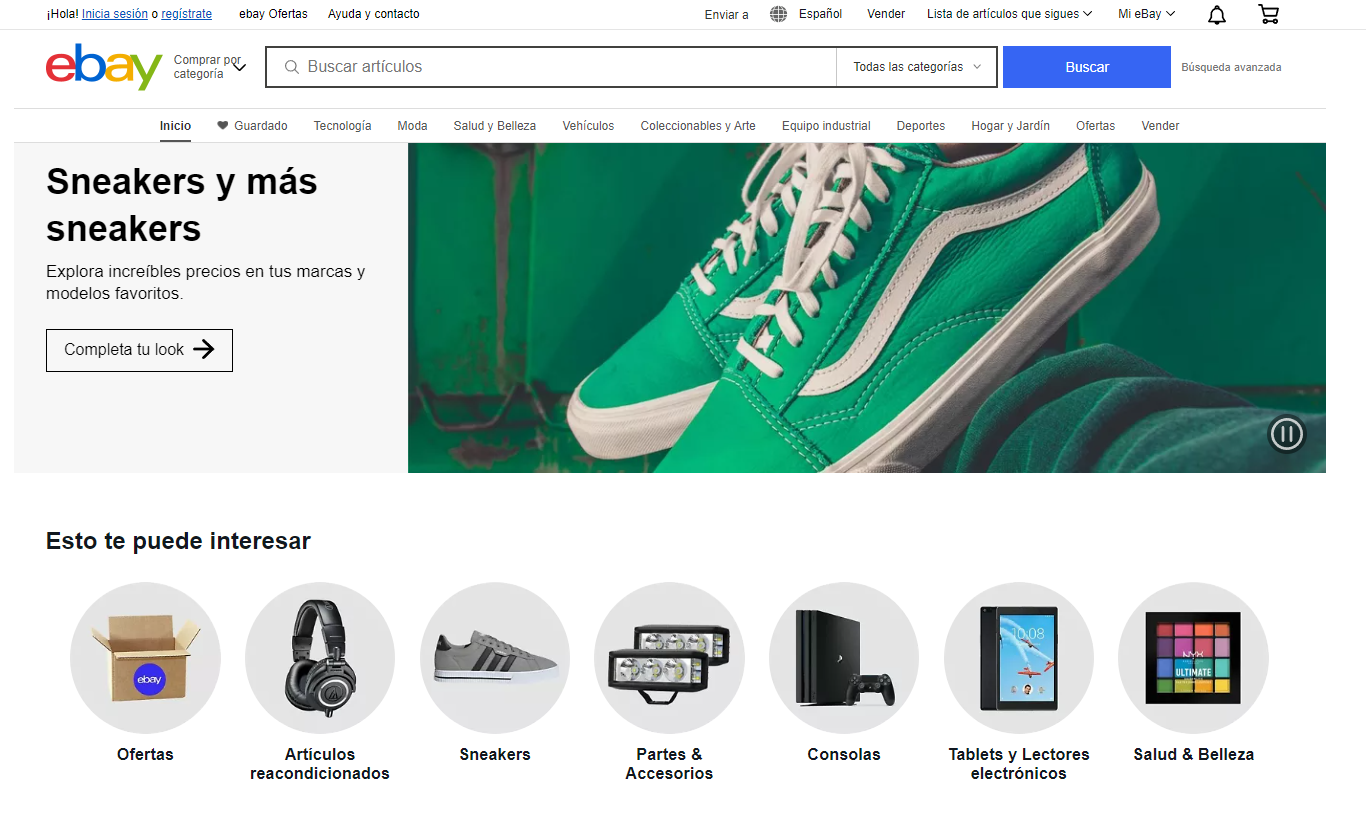 ¡Hola! Inicia sesión o regístrate
ebay Ofertas
Ayuda y contacto
Enviar a
Español
Vender
Lista de artículos que sigues
Mi eBay
ebay
Comprar por
categoría
Buscar artículos
Todas las categorías
Buscar
Búsqueda avanzada
Inicio
Guardado
Tecnología
Moda
Salud y Belleza
Vehículos
Coleccionables y Arte
Equipo industrial
Deportes
Hogar y Jardín
Ofertas
Vender
Sneakers y más
sneakers
Explora increíbles precios en tus marcas y
modelos favoritos.
Completa tu look
Esto te puede interesar
ebay
10:08
NYX
ULTIMATE
Ofertas
Artículos
reacondicionados
Sneakers
Partes &
Accesorios
Consolas
Tablets y Lectores
electrónicos
Salud & Belleza